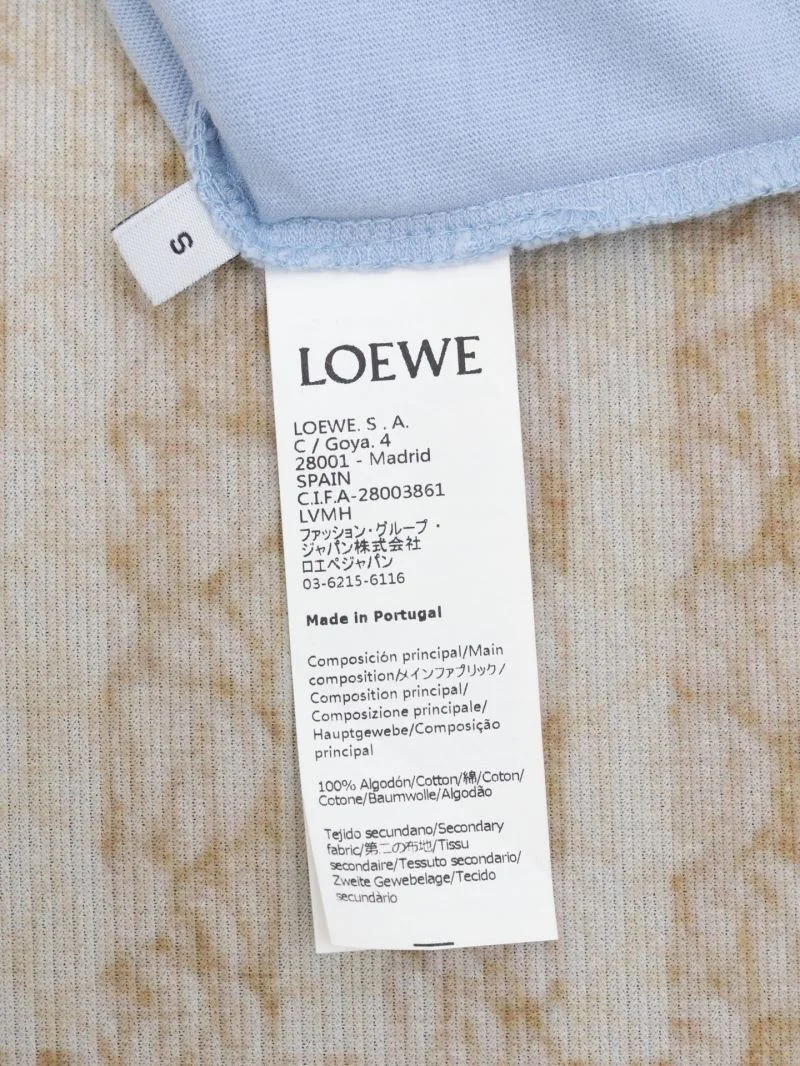 S
LOEWE
LOEWE. S . A.
C / Goya. 4
28001 - Madrid
SPAIN
C.I.F.A-28003861
LVMH
ファッション・グループ・
ジャパン株式会社
ロエベジャパン
03-6215-6116
Made in Portugal
Composición principal/Main
composition/メインファブリック/
Composition principal/
Composizione principale/
Hauptgewebe/Composição
principal
100% Algodón/Cotton/綿/Coton/
Cotone/Baumwolle/Algodão
Tejido secundano/Secondary
fabric/第二の布地/Tissu
secondaire/Tessuto secondario/
Zweite Gewebelage/Tecido
secundàrio